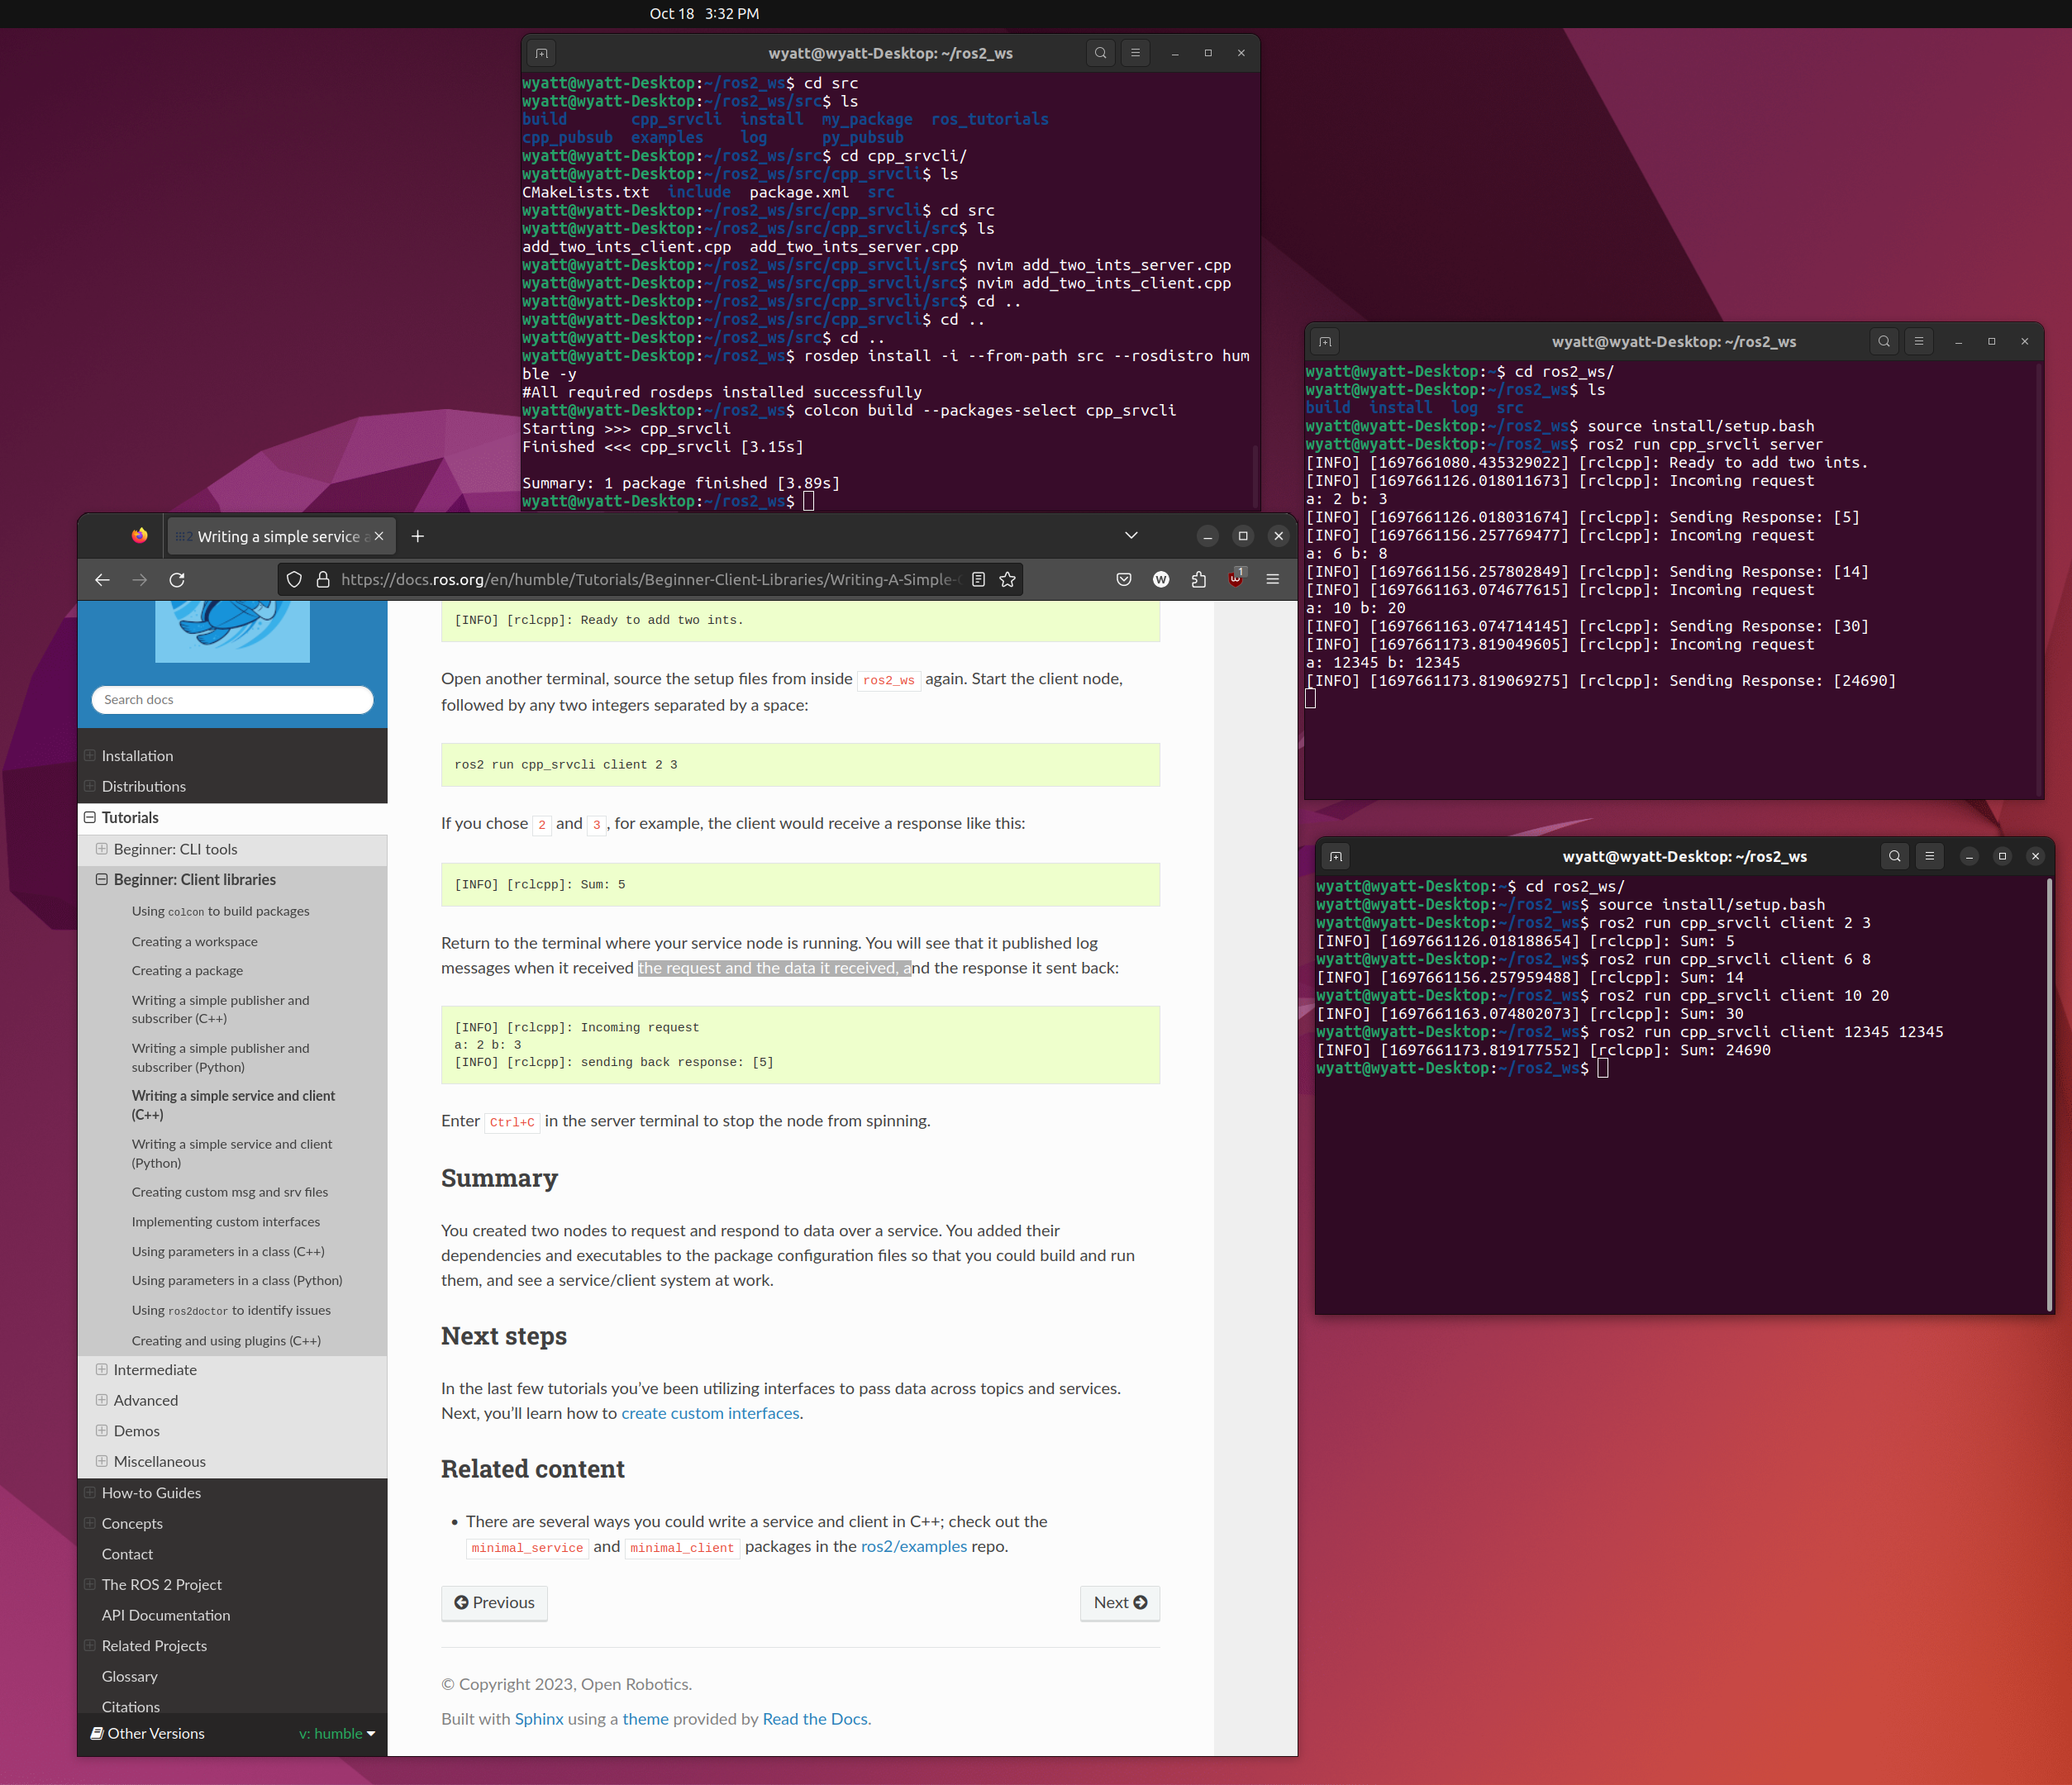 Oct 18 3:32 PM
wyatt@wyatt-Desktop: ~/ros2_ws
wyatt@wyatt-Desktop:~/ros2_ws$ cd src
wyatt@wyatt-Desktop:~/ros2_ws/src$ ls
build cpp_srvcli install my_package ros_tutorials
cpp_pubsub examples log py_pubsub
wyatt@wyatt-Desktop:~/ros2_ws/src$ cd cpp_srvcli/
wyatt@wyatt-Desktop:~/ros2_ws/src/cpp_srvcli$ ls
CMakeLists.txt include package.xml src
wyatt@wyatt-Desktop:~/ros2_ws/src/cpp_srvcli$ cd src
wyatt@wyatt-Desktop:~/ros2_ws/src/cpp_srvcli/src$ ls
add_two_ints_client.cpp add_two_ints_server.cpp
wyatt@wyatt-Desktop:~/ros2_ws/src/cpp_srvcli/src$ nvim add_two_ints_server.cpp
wyatt@wyatt-Desktop:~/ros2_ws/src/cpp_srvcli/src$ nvim add_two_ints_client.cpp
wyatt@wyatt-Desktop:~/ros2_ws/src/cpp_srvcli/src$ cd ..
wyatt@wyatt-Desktop:~/ros2_ws/src/cpp_srvcli$ cd ..
wyatt@wyatt-Desktop:~/ros2_ws/src$ cd ..
wyatt@wyatt-Desktop:~/ros2_ws$ rosdep install -i --from-path src --rosdistro hum
ble -y
#All required rosdeps installed successfully
wyatt@wyatt-Desktop:~/ros2_ws$ colcon build --packages-select cpp_srvcli
Starting >>> cpp_srvcli
Finished <<< cpp_srvcli [3.15s]
Summary: 1 package finished [3.89s]
wyatt@wyatt-Desktop:~/ros2_ws$
wyatt@wyatt-Desktop: ~/ros2_ws
wyatt@wyatt-Desktop:~$ cd ros2_ws/
wyatt@wyatt-Desktop:~/ros2_ws$ ls
build install log src
wyatt@wyatt-Desktop:~/ros2_ws$ source install/setup.bash
wyatt@wyatt-Desktop:~/ros2_ws$ ros2 run cpp_srvcli server
[INFO] [1697661080.435329022] [rclcpp]: Ready to add two ints.
[INFO] [1697661126.018011673] [rclcpp]: Incoming request
a: 2 b: 3
[INFO] [1697661126.018031674] [rclcpp]: Sending Response: [5]
[INFO] [1697661156.257769477] [rclcpp]: Incoming request
a: 6 b: 8
[INFO] [1697661156.257802849] [rclcpp]: Sending Response: [14]
[INFO] [1697661163.074677615] [rclcpp]: Incoming request
a: 10 b: 20
[INFO] [1697661163.074714145] [rclcpp]: Sending Response: [30]
[INFO] [1697661173.819049605] [rclcpp]: Incoming request
a: 12345 b: 12345
[INFO] [1697661173.819069275] [rclcpp]: Sending Response: [24690]
wyatt@wyatt-Desktop: ~/ros2_ws
wyatt@wyatt-Desktop:~$ cd ros2_ws/
wyatt@wyatt-Desktop:~/ros2_ws$ source install/setup.bash
wyatt@wyatt-Desktop:~/ros2_ws$ ros2 run cpp_srvcli client 2 3
[INFO] [1697661126.018188654] [rclcpp]: Sum: 5
wyatt@wyatt-Desktop:~/ros2_ws$ ros2 run cpp_srvcli client 6 8
[INFO] [1697661156.257959488] [rclcpp]: Sum: 14
wyatt@wyatt-Desktop:~/ros2_ws$ ros2 run cpp_srvcli client 10 20
[INFO] [1697661163.074802073] [rclcpp]: Sum: 30
wyatt@wyatt-Desktop:~/ros2_ws$ ros2 run cpp_srvcli client 12345 12345
[INFO] [1697661173.819177552] [rclcpp]: Sum: 24690
wyatt@wyatt-Desktop:~/ros2_ws$
Writing a simple service
https://docs.ros.org/en/humble/Tutorials/Beginner-Client-Libraries/Writing-A-Simple-
W
1
Search docs
Installation
Distributions
Tutorials
Beginner: CLI tools
Beginner: Client libraries
Using colcon to build packages
Creating a workspace
Creating a package
Writing a simple publisher and
subscriber (C++)
Writing a simple publisher and
subscriber (Python)
Writing a simple service and client
(C++)
Writing a simple service and client
(Python)
Creating custom msg and srv files
Implementing custom interfaces
Using parameters in a class (C++)
Using parameters in a class (Python)
Using ros2doctor to identify issues
Creating and using plugins (C++)
Intermediate
Advanced
Demos
Miscellaneous
How-to Guides
Concepts
Contact
The ROS 2 Project
API Documentation
Related Projects
Glossary
Citations
Other Versions v: humble
[INFO] [rclcpp]: Ready to add two ints.
Open another terminal, source the setup files from inside ros2_ws again. Start the client node,
followed by any two integers separated by a space:
ros2 run cpp_srvcli client 2 3
If you chose 2 and 3, for example, the client would receive a response like this:
[INFO] [rclcpp]: Sum: 5
Return to the terminal where your service node is running. You will see that it published log
messages when it received the request and the data it received, and the response it sent back:
[INFO] [rclcpp]: Incoming request
a: 2 b: 3
[INFO] [rclcpp]: sending back response: [5]
Enter Ctrl+C in the server terminal to stop the node from spinning.
Summary
You created two nodes to request and respond to data over a service. You added their
dependencies and executables to the package configuration files so that you could build and run
them, and see a service/client system at work.
Next steps
In the last few tutorials you’ve been utilizing interfaces to pass data across topics and services.
Next, you’ll learn how to create custom interfaces.
Related content
• There are several ways you could write a service and client in C++; check out the
minimal_service and minimal_client packages in the ros2/examples repo.
Previous Next
© Copyright 2023, Open Robotics.
Built with Sphinx using a theme provided by Read the Docs.